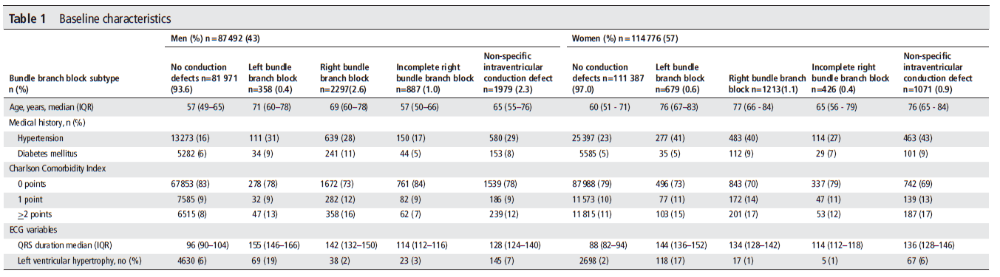 Table 1 Baseline characteristics
Men (%) n=87 492 (43) Women (%) n=114 776 (57)
Bundle branch block subtype n (%) No conduction defects n=81 971 (93.6) Left bundle branch block n=358 (0.4) Right bundle branch block n=2297(2.6) Incomplete right bundle branch block n=887 (1.0) Non-specific intraventricular conduction defect n=1979 (2.3) No conduction defects n=111 387 (97.0) Left bundle branch block n=679 (0.6) Right bundle branch block n=1213(1.1) Incomplete right bundle branch block n=426 (0.4) Non-specific intraventricular conduction defect n=1071 (0.9)
Age, years, median (IQR) 57 (49–65) 71 (60–78) 69 (60–78) 57 (50–66) 65 (55–76) 60 (51 - 71) 76 (67–83) 77 (66 - 84) 65 (56 - 79) 76 (65 - 84)
Medical history, n (%)
Hypertension 13 273 (16) 111 (31) 639 (28) 150 (17) 580 (29) 25 397 (23) 277 (41) 483 (40) 114 (27) 463 (43)
Diabetes mellitus 5282 (6) 34 (9) 241 (11) 44 (5) 153 (8) 5585 (5) 35 (5) 112 (9) 29 (7) 101 (9)
Charlson Comorbidity Index
0 points 67 853 (83) 278 (78) 1672 (73) 761 (84) 1539 (78) 87 988 (79) 496 (73) 843 (70) 337 (79) 742 (69)
1 point 7585 (9) 32 (9) 282 (12) 82 (9) 186 (9) 11 573 (10) 77 (11) 172 (14) 47 (11) 139 (13)
≥2 points 6515 (8) 47 (13) 358 (16) 62 (7) 239 (12) 11 815 (11) 103 (15) 201 (17) 53 (12) 187 (17)
ECG variables
QRS duration median (IQR) 96 (90–104) 155 (146–166) 142 (132–150) 114 (112–116) 128 (124–140) 88 (82–94) 144 (136–152) 134 (128–142) 114 (112–118) 136 (128–146)
Left ventricular hypertrophy, no (%) 4630 (6) 69 (19) 38 (2) 23 (3) 145 (7) 2698 (2) 118 (17) 17 (1) 5 (1) 67 (6)